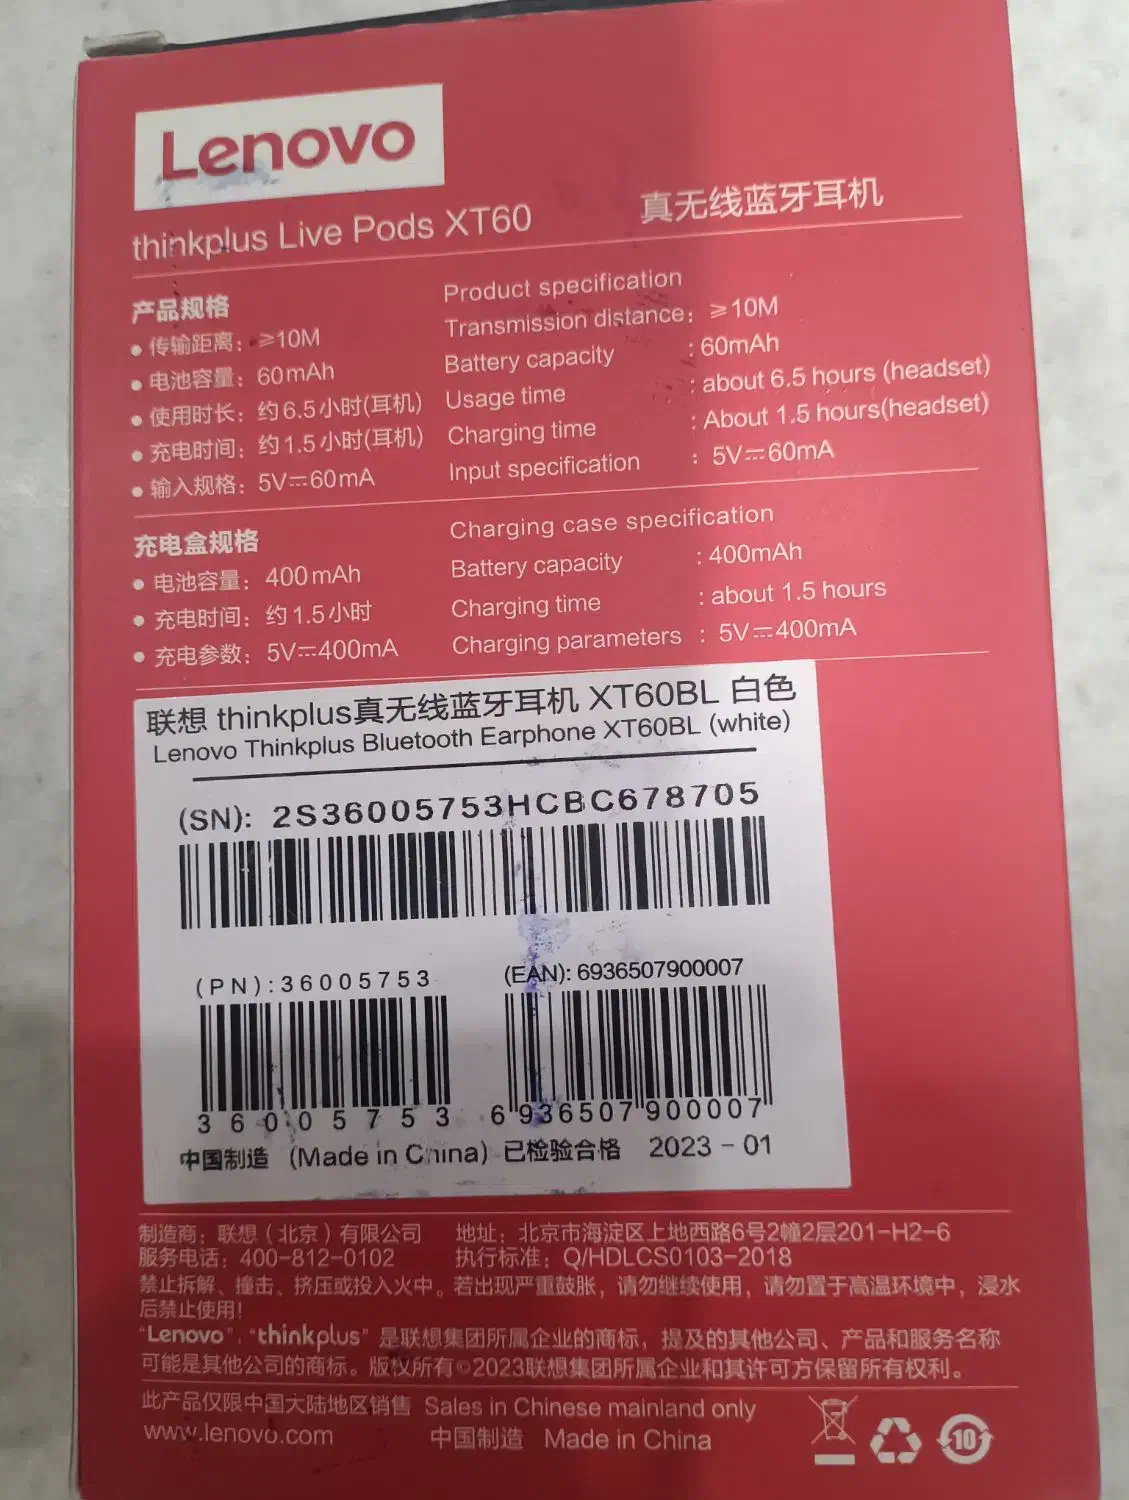 Lenovo
thinkplus Live Pods XT60 真无线蓝牙耳机
产品规格
• 传输距离：≥10M
• 电池容量：60mAh
• 使用时长：约6.5小时(耳机)
• 充电时间：约1.5小时(耳机)
• 输入规格：5V⎓60mA
Product specification
Transmission distance：≥10M
Battery capacity : 60mAh
Usage time : about 6.5 hours (headset)
Charging time : About 1.5 hours(headset)
Input specification : 5V⎓60mA
充电盒规格
• 电池容量：400mAh
• 充电时间：约1.5小时
• 充电参数：5V⎓400mA
Charging case specification
Battery capacity : 400mAh
Charging time : about 1.5 hours
Charging parameters : 5V⎓400mA
联想 thinkplus真无线蓝牙耳机 XT60BL 白色
Lenovo Thinkplus Bluetooth Earphone XT60BL (white)
(SN): 2S36005753HCBC678705
(PN):36005753 (EAN): 6936507900007
36005753 6936507900007
中国制造 (Made in China) 已检验合格 2023-01
制造商：联想（北京）有限公司 地址：北京市海淀区上地西路6号2幢2层201-H2-6
服务电话：400-812-0102 执行标准：Q/HDLCS0103-2018
禁止拆解、撞击、挤压或投入火中。若出现严重鼓胀，请勿继续使用，请勿置于高温环境中，浸水
后禁止使用！
“Lenovo”，“thinkplus” 是联想集团所属企业的商标，提及的其他公司、产品和服务名称
可能是其他公司的商标。版权所有©2023联想集团所属企业和其许可方保留所有权利。
此产品仅限中国大陆地区销售 Sales in Chinese mainland only
www.lenovo.com 中国制造 Made in China
10